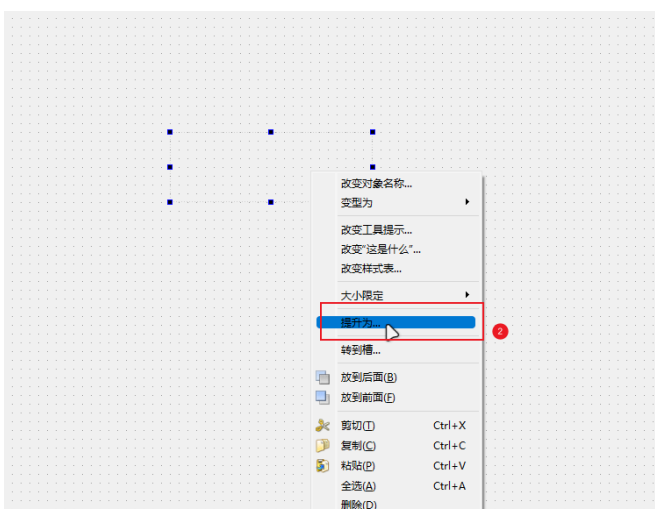 改变对象名称...
变型为
改变工具提示...
改变"这是什么"...
改变样式表...
大小限定
提升为...
2
转到槽...
放到后面(B)
放到前面(F)
剪切(T) Ctrl+X
复制(C) Ctrl+C
粘贴(P) Ctrl+V
全选(A) Ctrl+A
删除(D)